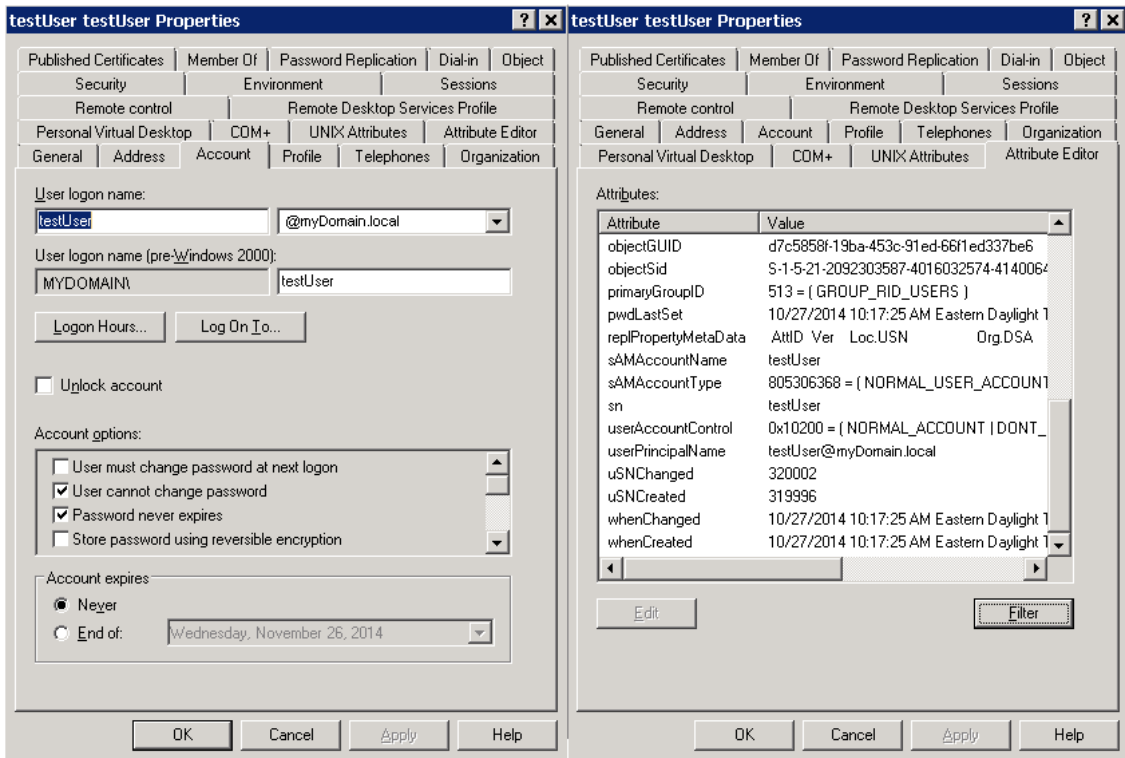 testUser testUser Properties
Published Certificates Member Of Password Replication Dial-in Object
Security Environment Sessions
Remote control Remote Desktop Services Profile
Personal Virtual Desktop COM+ UNIX Attributes Attribute Editor
General Address Account Profile Telephones Organization
User logon name:
testUser @myDomain.local
User logon name (pre-Windows 2000):
MYDOMAIN\ testUser
Logon Hours... Log On To...
Unlock account
Account options:
User must change password at next logon
User cannot change password
Password never expires
Store password using reversible encryption
Account expires
Never
End of: Wednesday, November 26, 2014
OK Cancel Apply Help
testUser testUser Properties
Published Certificates Member Of Password Replication Dial-in Object
Security Environment Sessions
Remote control Remote Desktop Services Profile
General Address Account Profile Telephones Organization
Personal Virtual Desktop COM+ UNIX Attributes Attribute Editor
Attributes:
Attribute Value
objectGUID d7c5858f-19ba-453c-91ed-66f1ed337be6
objectSid S-1-5-21-2092303587-4016032574-4140064
primaryGroupID 513 = ( GROUP_RID_USERS )
pwdLastSet 10/27/2014 10:17:25 AM Eastern Daylight T
replPropertyMetaData AttID Ver Loc.USN Org.DSA
sAMAccountName testUser
sAMAccountType 805306368 = ( NORMAL_USER_ACCOUNT
sn testUser
userAccountControl 0x10200 = ( NORMAL_ACCOUNT | DONT_
userPrincipalName testUser@myDomain.local
uSNChanged 320002
uSNCreated 319996
whenChanged 10/27/2014 10:17:25 AM Eastern Daylight T
whenCreated 10/27/2014 10:17:25 AM Eastern Daylight T
Edit Filter
OK Cancel Apply Help